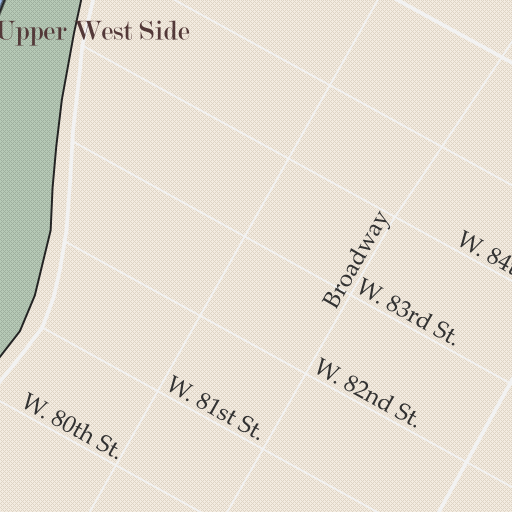 Upper West Side
Broadway
W. 83rd St.
W. 82nd St.
W. 81st St.
W. 80th St.